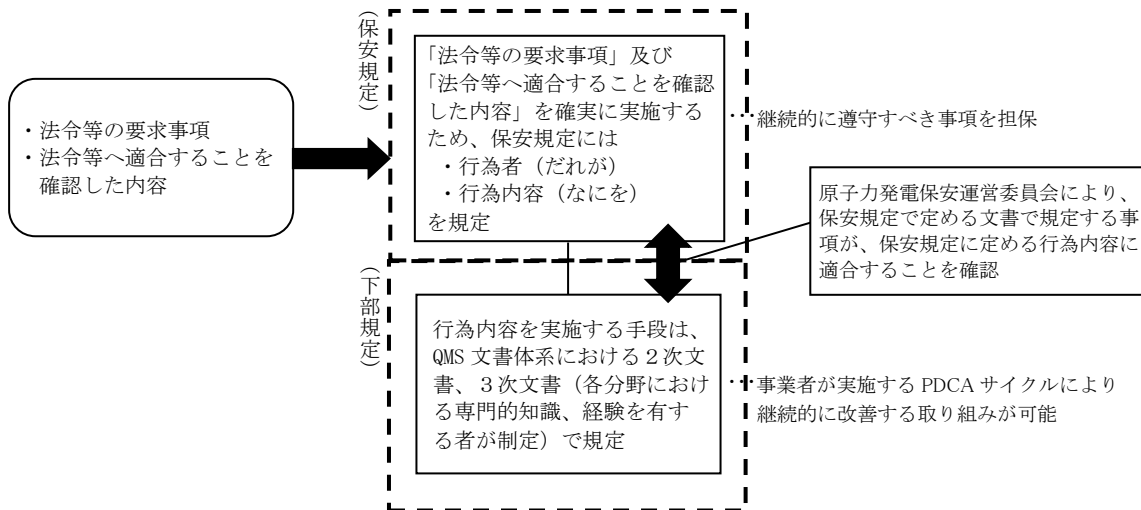 ・法令等の要求事項
・法令等へ適合することを
確認した内容
（保安規定）
「法令等の要求事項」及び
「法令等へ適合することを確認
した内容」を確実に実施する
ため、保安規定には
・行為者（だれが）
・行為内容（なにを）
を規定
…継続的に遵守すべき事項を担保
原子力発電保安運営委員会により、
保安規定で定める文書で規定する事
項が、保安規定に定める行為内容に
適合することを確認
（下部規定）
行為内容を実施する手段は、
QMS 文書体系における２次文
書、３次文書（各分野におけ
る専門的知識、経験を有す
る者が制定）で規定
…事業者が実施する PDCA サイクルにより
継続的に改善する取り組みが可能